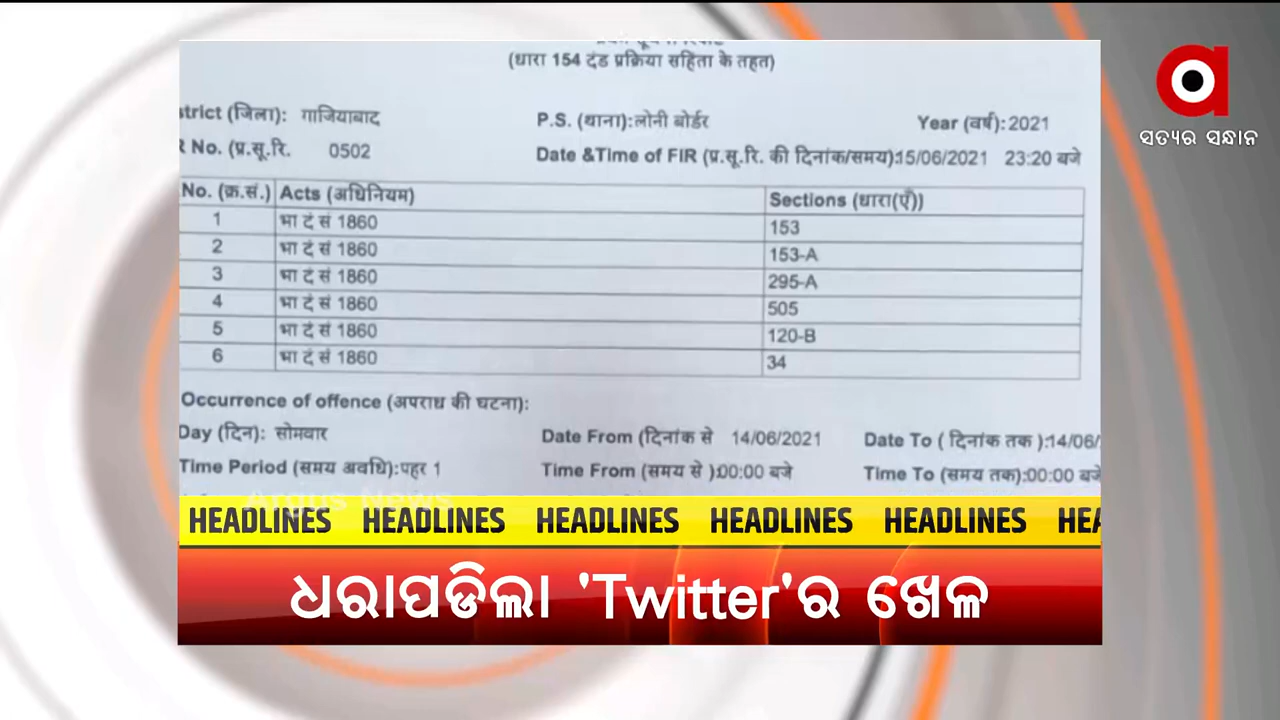 (धारा 154 दंड प्रक्रिया संहिता के तहत)
strict (जिला): गाजियाबाद P.S. (थाना):लोनी बोर्डर Year (वर्ष):2021
R No. (प्र.सू.रि. 0502 Date &Time of FIR (प्र.सू.रि. की दिनांक/समय):15/06/2021 23:20 बजे
No. (क्र.सं.) Acts (अधिनियम) Sections (धारा(एँ))
1 भा दं सं 1860 153
2 भा दं सं 1860 153-A
3 भा दं सं 1860 295-A
4 भा दं सं 1860 505
5 भा दं सं 1860 120-B
6 भा दं सं 1860 34
Occurrence of offence (अपराध की घटना):
Day (दिन): सोमवार Date From (दिनांक से 14/06/2021 Date To ( दिनांक तक ):14/06/
Time Period (समय अवधि):पहर 1 Time From (समय से ):00:00 बजे Time To (समय तक):00:00 बजे
Argus News
HEADLINES HEADLINES HEADLINES HEADLINES HEADLINES HEA
ଧରାପଡିଲା 'Twitter'ର ଖେଳ
a
ସତ୍ୟର ସନ୍ଧାନ